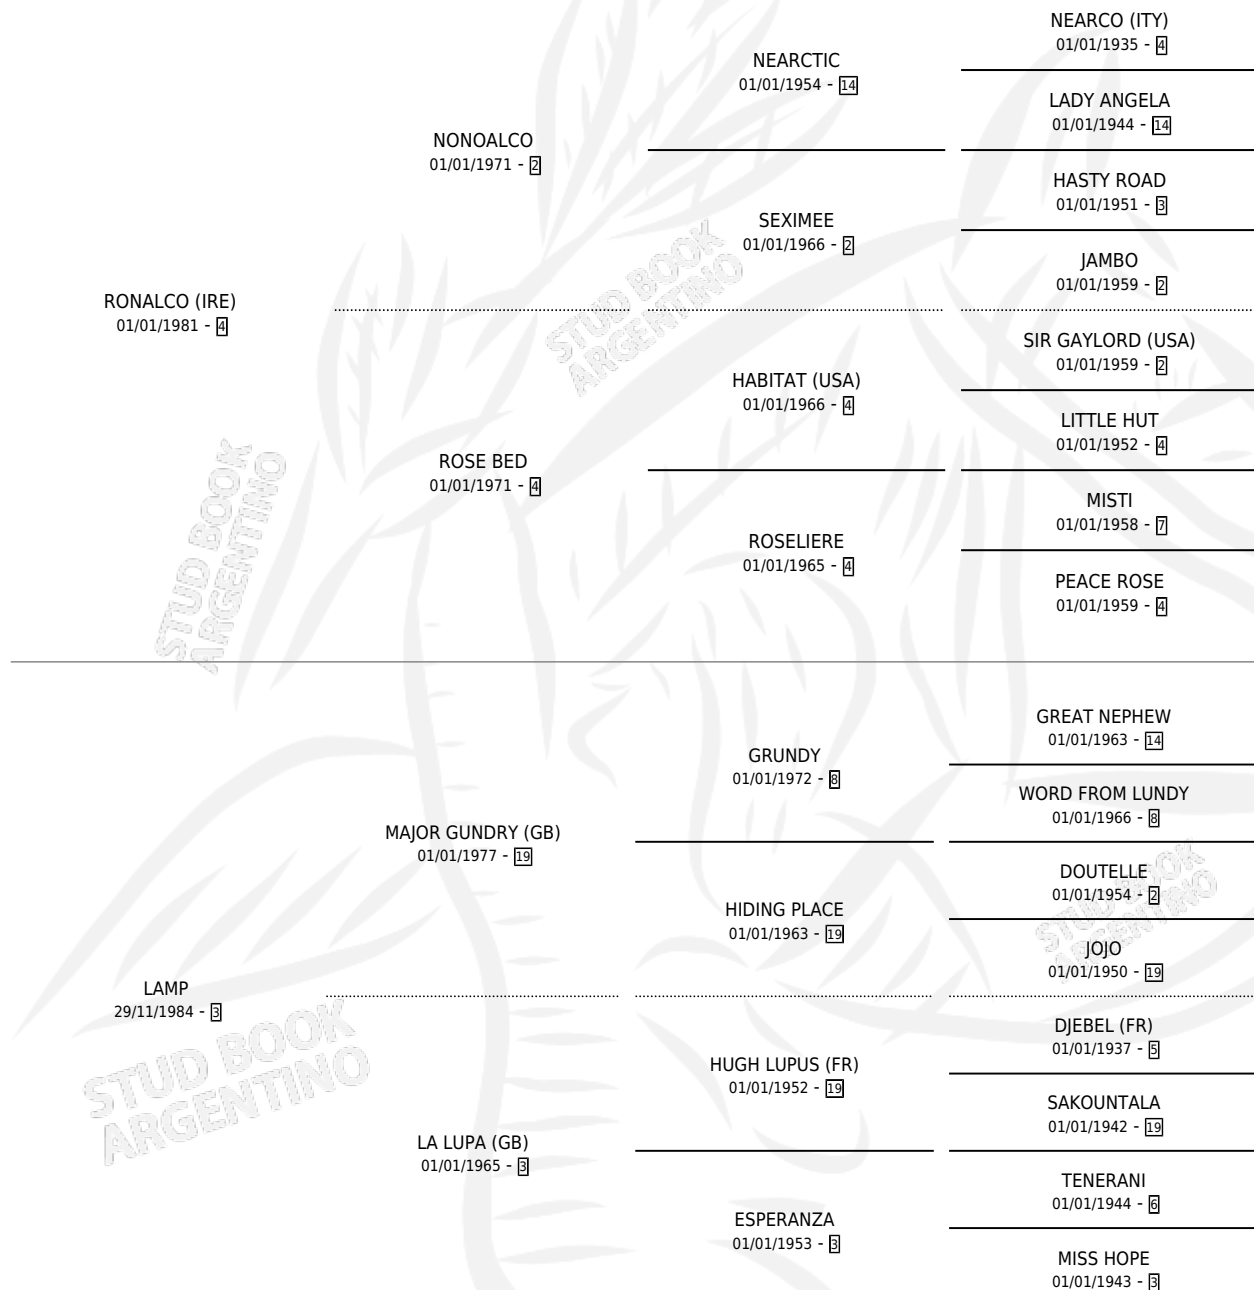 NEARCO (ITY)
01/01/1935 - 4
NEARCTIC
01/01/1954 - 14
LADY ANGELA
01/01/1944 - 14
NONOALCO
01/01/1971 - 2
HASTY ROAD
01/01/1951 - 3
SEXIMEE
01/01/1966 - 2
JAMBO
01/01/1959 - 2
RONALCO (IRE)
01/01/1981 - 4
STUD BOOK
ARGENTINO
SIR GAYLORD (USA)
01/01/1959 - 2
HABITAT (USA)
01/01/1966 - 4
LITTLE HUT
01/01/1952 - 4
ROSE BED
01/01/1971 - 4
MISTI
01/01/1958 - 7
ROSELIERE
01/01/1965 - 4
PEACE ROSE
01/01/1959 - 4
STUD BOOK
ARGENTINO
GREAT NEPHEW
01/01/1963 - 14
GRUNDY
01/01/1972 - 8
WORD FROM LUNDY
01/01/1966 - 8
MAJOR GUNDRY (GB)
01/01/1977 - 19
DOUTELLE
01/01/1954 - 2
HIDING PLACE
01/01/1963 - 19
STUD BOOK
ARGENTINO
JOJO
01/01/1950 - 19
LAMP
29/11/1984 - 3
DJEBEL (FR)
01/01/1937 - 5
HUGH LUPUS (FR)
01/01/1952 - 19
SAKOUNTALA
01/01/1942 - 19
STUD BOOK
ARGENTINO
LA LUPA (GB)
01/01/1965 - 3
TENERANI
01/01/1944 - 6
ESPERANZA
01/01/1953 - 3
MISS HOPE
01/01/1943 - 3